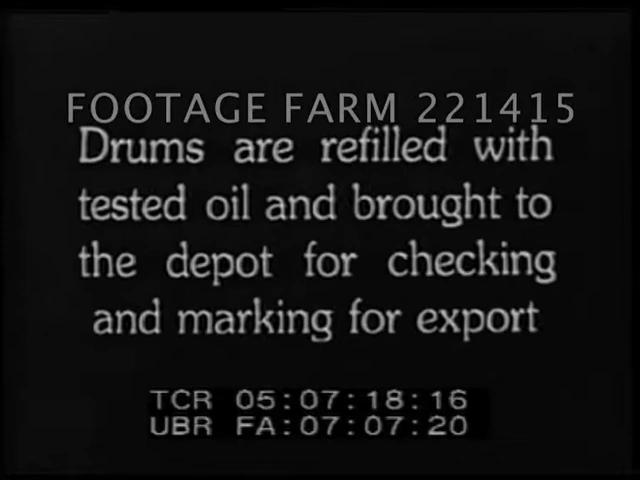 FOOTAGE FARM 221415
Drums are refilled with
tested oil and brought to
the depot for checking
and marking for export
TCR 05:07:18:16
UBR FA:07:07:20